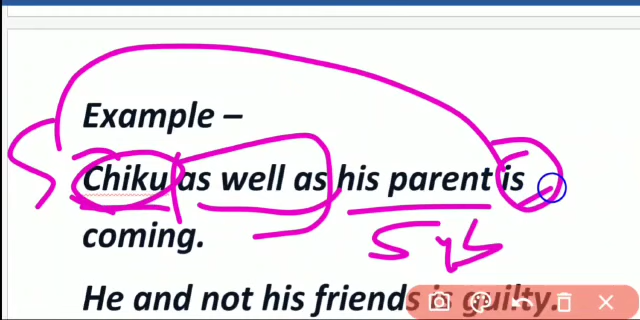 Example –
Chiku as well as his parent is
coming.
He and not his friends is guilty.